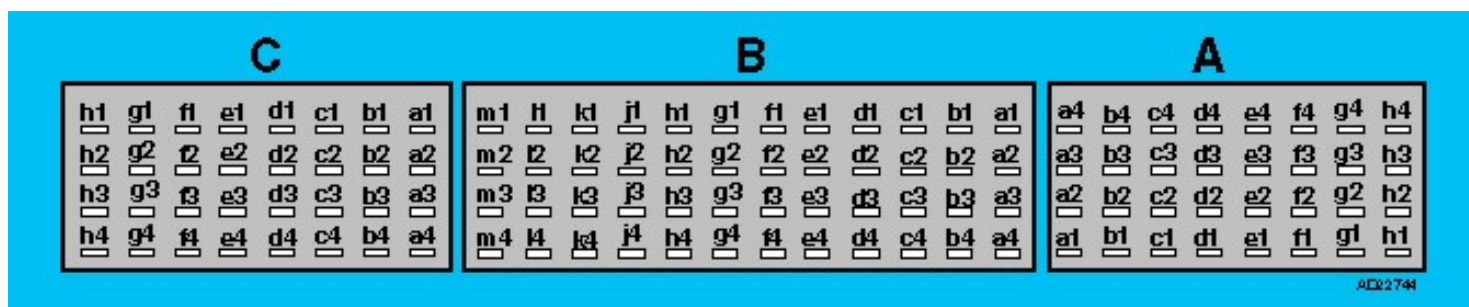 C B A
h1 g1 f1 e1 d1 c1 b1 a1 m1 l1 k1 j1 h1 g1 f1 e1 d1 c1 b1 a1 a4 b4 c4 d4 e4 f4 g4 h4
h2 g2 f2 e2 d2 c2 b2 a2 m2 l2 k2 j2 h2 g2 f2 e2 d2 c2 b2 a2 a3 b3 c3 d3 e3 f3 g3 h3
h3 g3 f3 e3 d3 c3 b3 a3 m3 l3 k3 j3 h3 g3 f3 e3 d3 c3 b3 a3 a2 b2 c2 d2 e2 f2 g2 h2
h4 g4 f4 e4 d4 c4 b4 a4 m4 l4 k4 j4 h4 g4 f4 e4 d4 c4 b4 a4 a1 b1 c1 d1 e1 f1 g1 h1